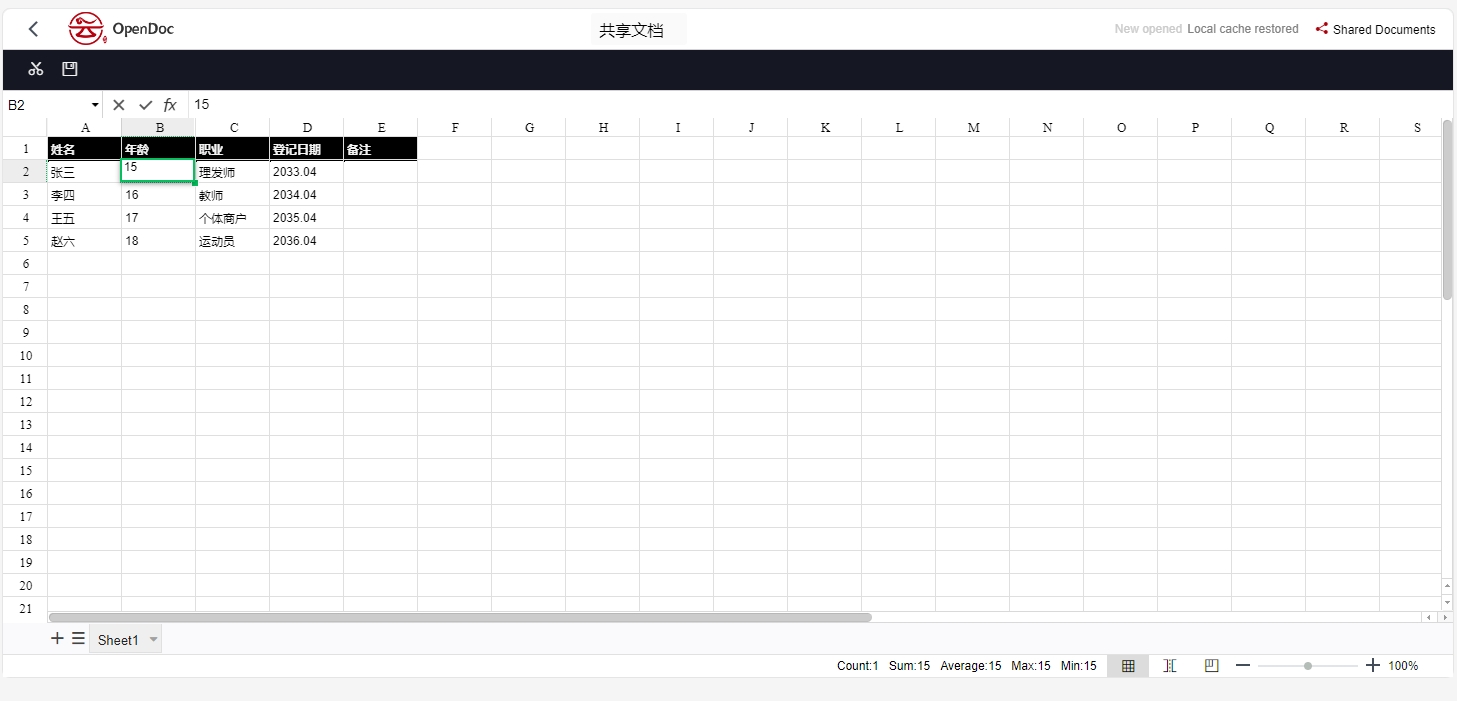 OpenDoc 共享文档 New opened Local cache restored Shared Documents
B2 fx 15
A B C D E F G H I J K L M N O P Q R S
1 姓名 年龄 职业 登记日期 备注
2 张三 15 理发师 2033.04
3 李四 16 教师 2034.04
4 王五 17 个体商户 2035.04
5 赵六 18 运动员 2036.04
6
7
8
9
10
11
12
13
14
15
16
17
18
19
20
21
Sheet1
Count:1 Sum:15 Average:15 Max:15 Min:15 100%